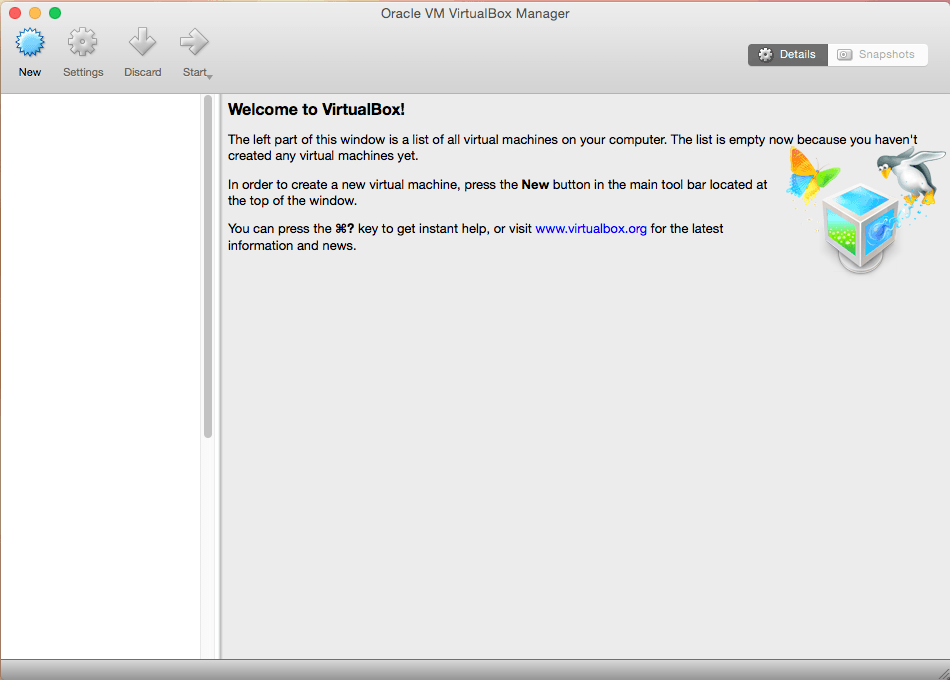 Oracle VM VirtualBox Manager
New Settings Discard Start
Details Snapshots
Welcome to VirtualBox!
The left part of this window is a list of all virtual machines on your computer. The list is empty now because you haven't
created any virtual machines yet.
In order to create a new virtual machine, press the New button in the main tool bar located at
the top of the window.
You can press the ⌘? key to get instant help, or visit www.virtualbox.org for the latest
information and news.